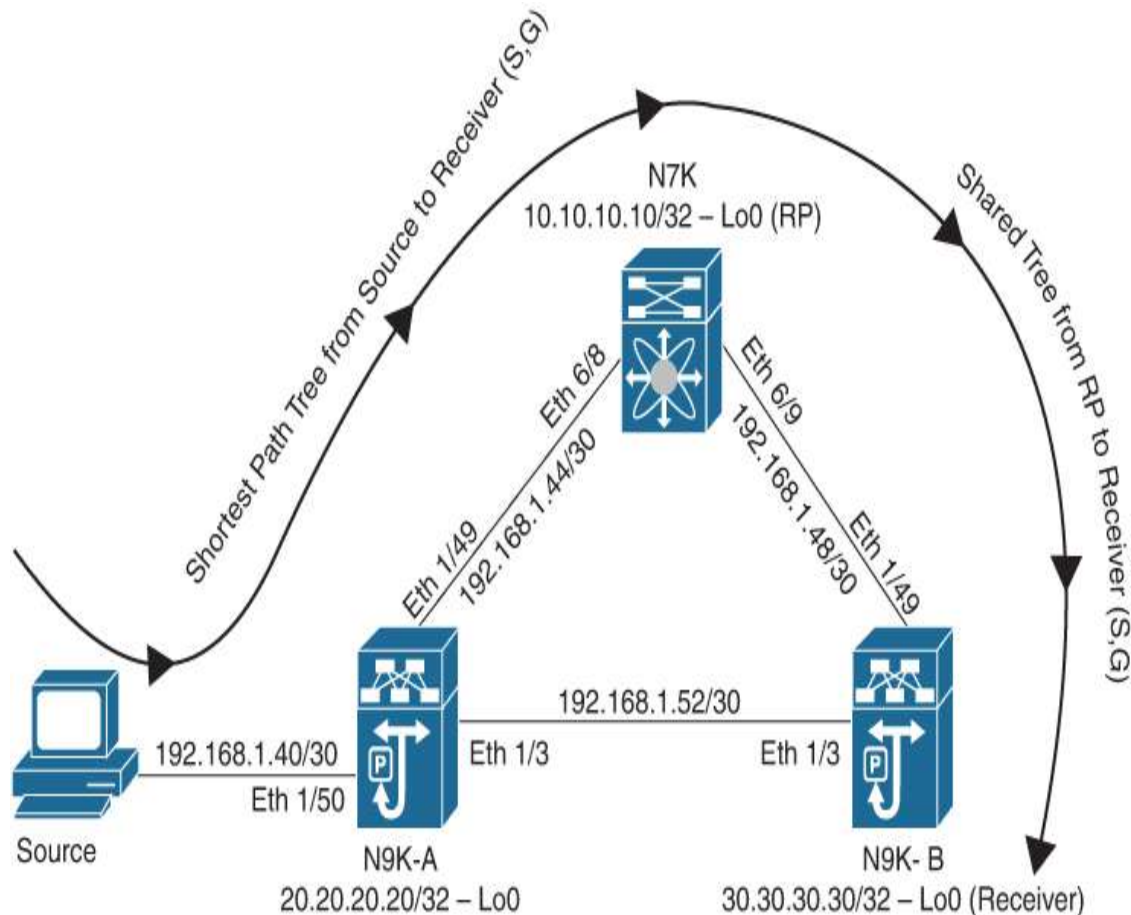 Shortest Path Tree from Source to Receiver (S,G)
N7K
10.10.10.10/32 – Lo0 (RP)
Shared Tree from RP to Receiver (S,G)
Eth 6/8
Eth 6/9
Eth 1/49
192.168.1.44/30
192.168.1.48/30
Eth 1/49
192.168.1.52/30
192.168.1.40/30
Eth 1/3
Eth 1/3
P
P
Eth 1/50
Source
N9K-A
N9K- B
20.20.20.20/32 – Lo0
30.30.30.30/32 – Lo0 (Receiver)